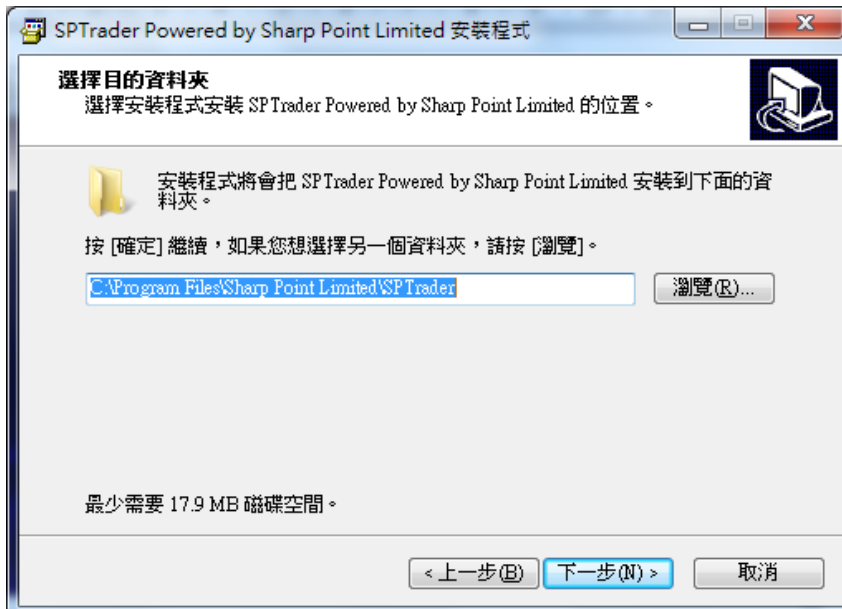 SPTrader Powered by Sharp Point Limited 安裝程式
選擇目的資料夾
選擇安裝程式安裝 SPTrader Powered by Sharp Point Limited 的位置。
安裝程式將會把 SPTrader Powered by Sharp Point Limited 安裝到下面的資
料夾。
按 [確定] 繼續，如果您想選擇另一個資料夾，請按 [瀏覽]。
C:\Program Files\Sharp Point Limited\SPTrader
瀏覽(R)...
最少需要 17.9 MB 磁碟空間。
< 上一步(B) 下一步(N) > 取消